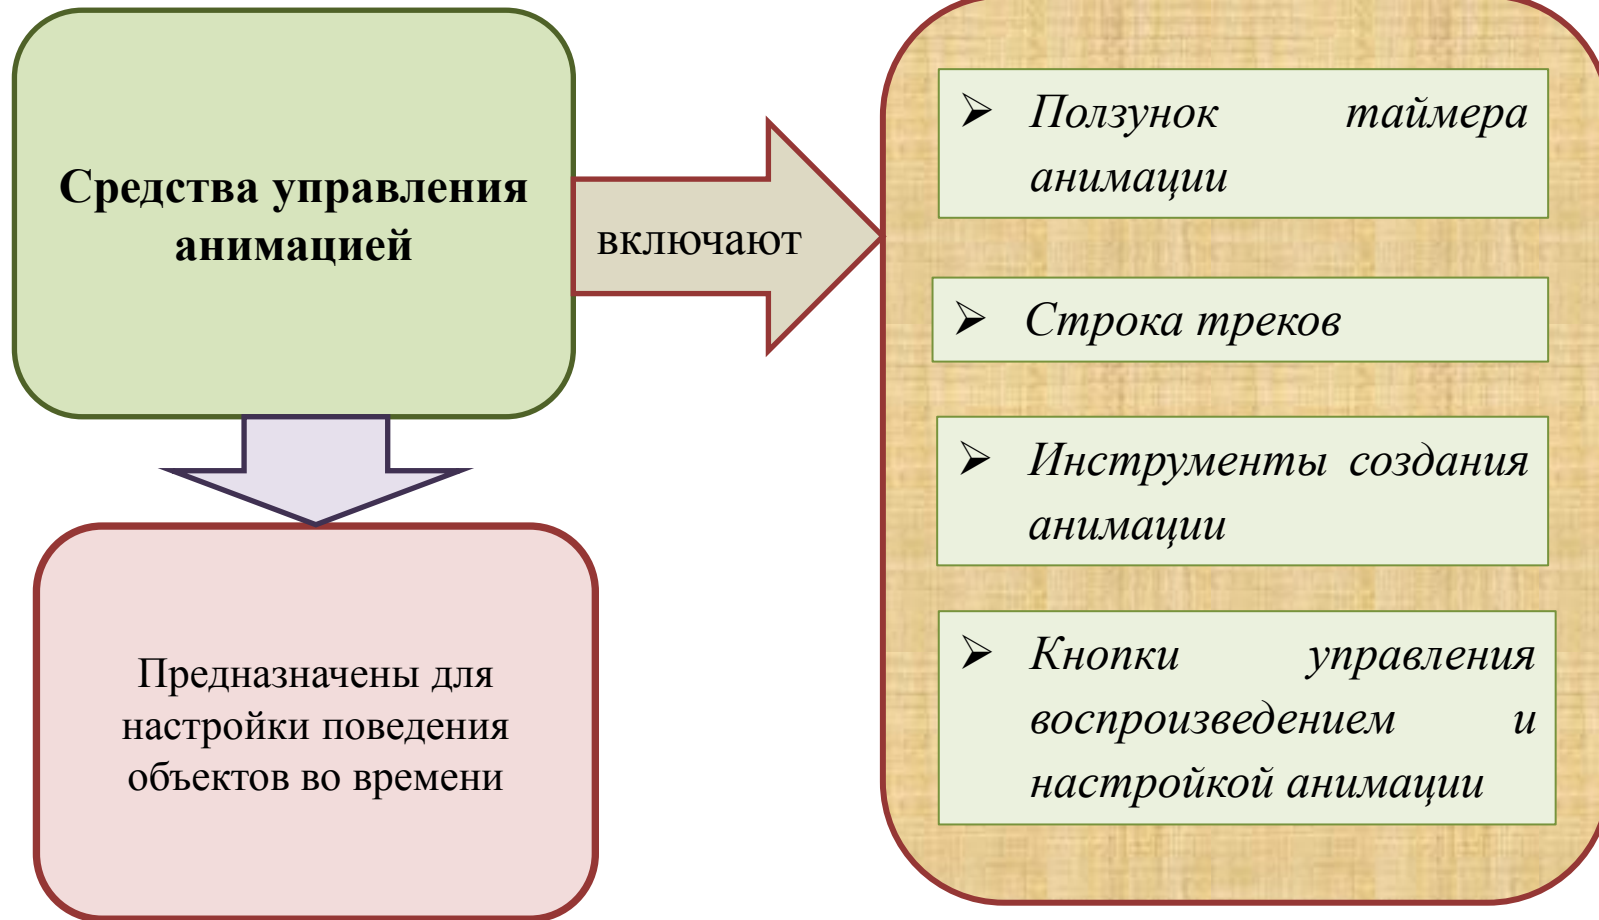 Средства управления
анимацией
включают
Предназначены для
настройки поведения
объектов во времени
➢ Ползунок таймера
анимации
➢ Строка треков
➢ Инструменты создания
анимации
➢ Кнопки управления
воспроизведением и
настройкой анимации